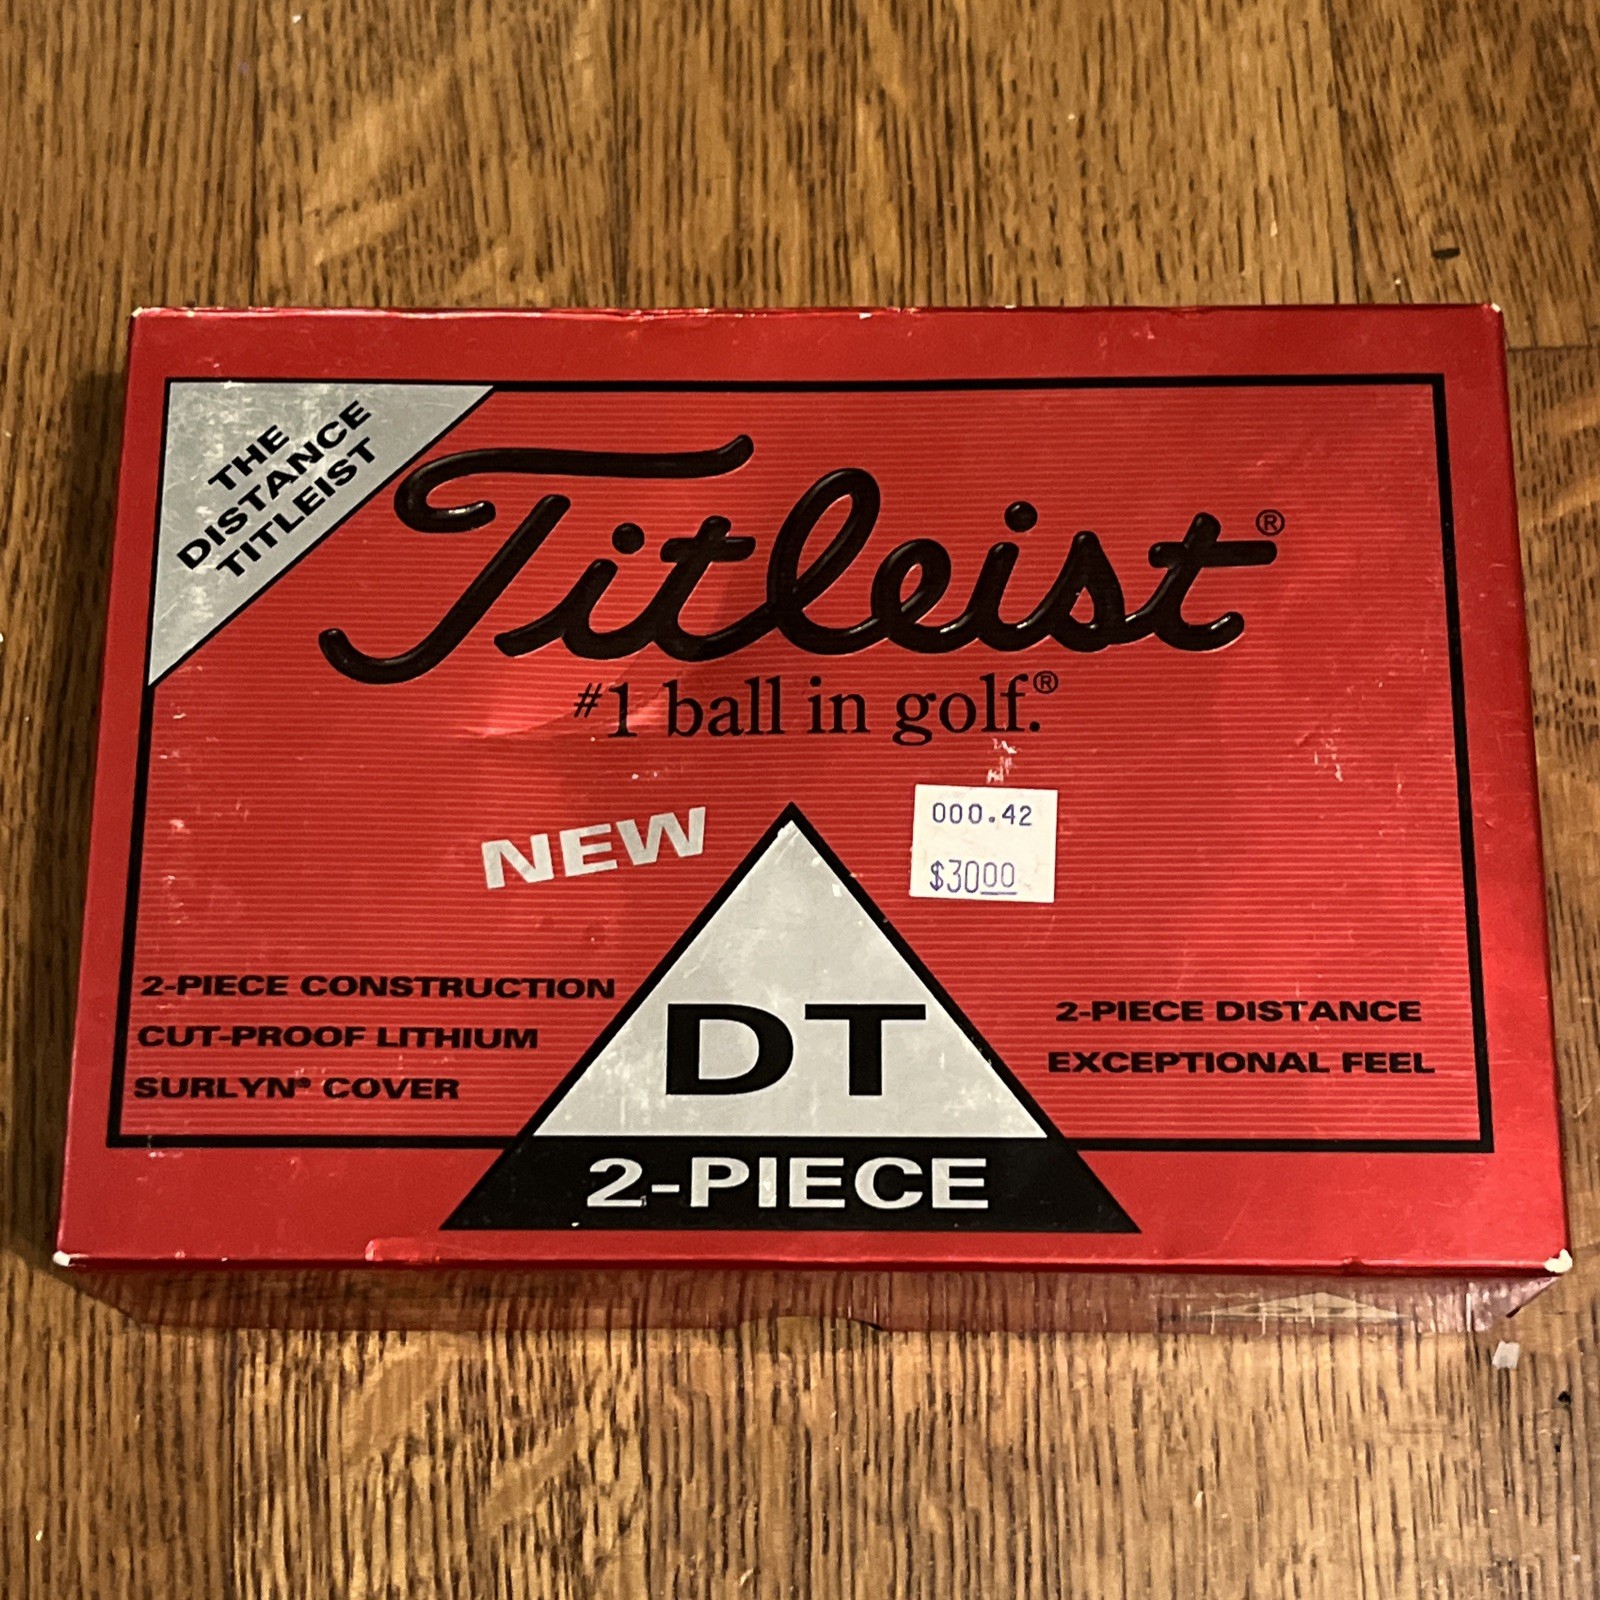 THE
DISTANCE
TITLEIST
Titleist®
#1 ball in golf.®
NEW
000.42
$3000
2-PIECE CONSTRUCTION
CUT-PROOF LITHIUM
SURLYN® COVER
DT
2-PIECE
2-PIECE DISTANCE
EXCEPTIONAL FEEL